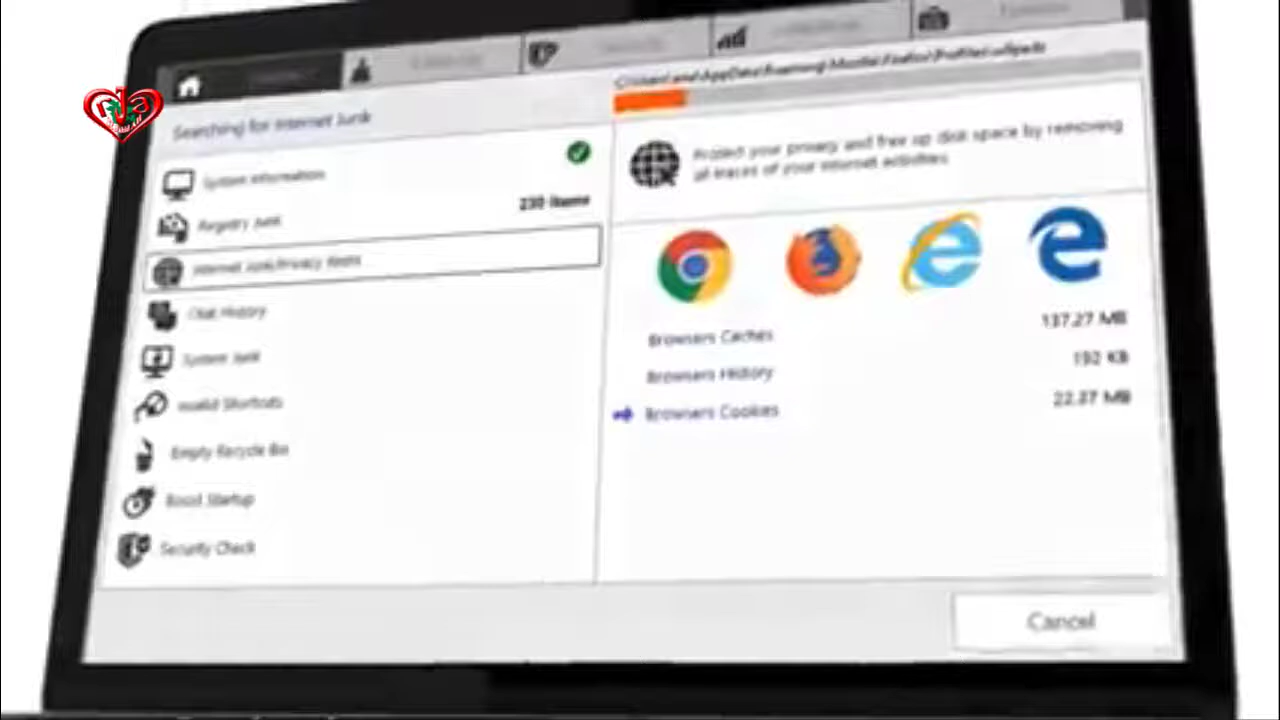 Searching for Internet Junk
System Information
Registry Junk
230 items
Internet Junk/Privacy Items
Chat History
System Junk
Invalid Shortcuts
Empty Recycle Bin
Boost Startup
Security Check
Protect your privacy and free up disk space by removing
all traces of your internet activities
Browsers Caches
137.27 MB
Browsers History
192 KB
Browsers Cookies
22.37 MB
Cancel